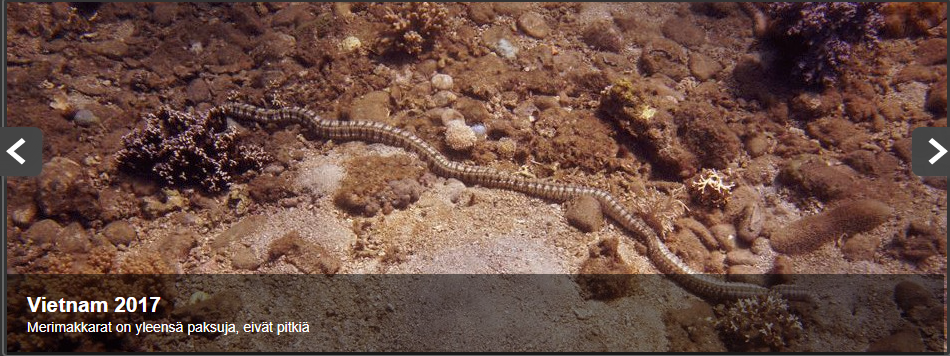 Vietnam 2017
Merimakkarat on yleensä paksuja, eivät pitkiä